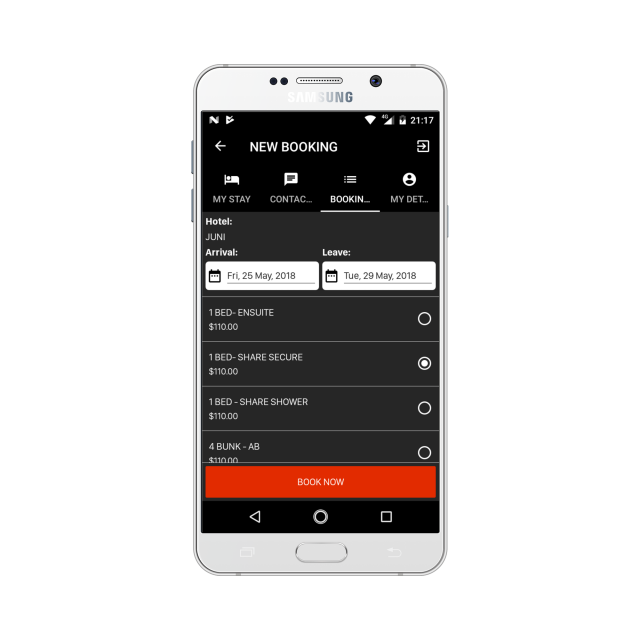 SAMSUNG
4G 21:17
NEW BOOKING
MY STAY CONTAC... BOOKIN... MY DET...
Hotel:
JUNI
Arrival: Leave:
Fri, 25 May, 2018 Tue, 29 May, 2018
1 BED- ENSUITE
$110.00
1 BED- SHARE SECURE
$110.00
1 BED - SHARE SHOWER
$110.00
4 BUNK - AB
$110.00
BOOK NOW